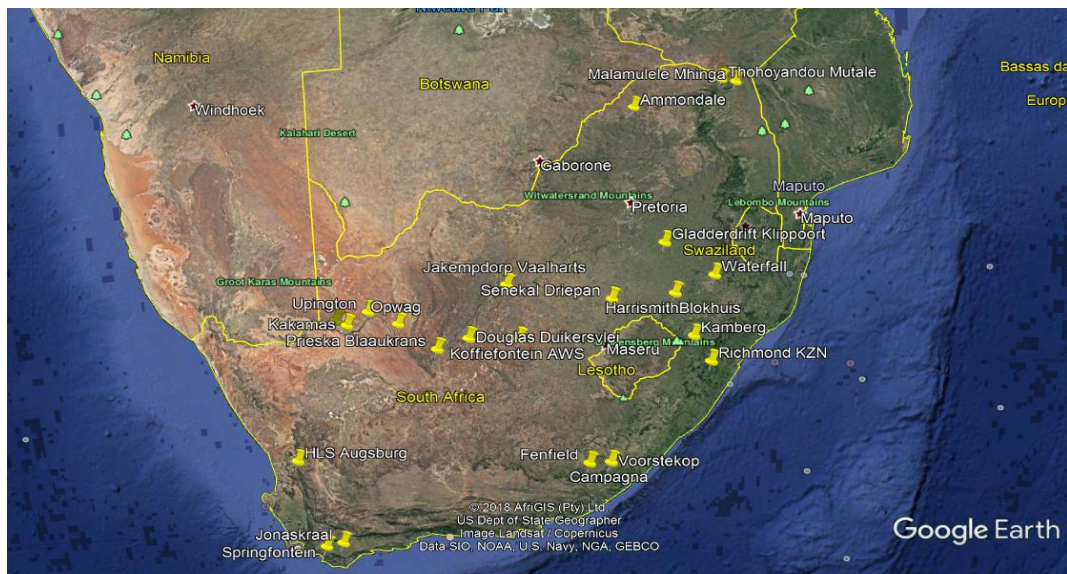 Namibia
Botswana
Malamulele Mhinga
Thohoyandou Mutale
Bassas da
Ammondale
Europ
Windhoek
Kalahari Desert
Gaborone
Witwatersrand Mountains
Maputo
Pretoria
Lebombo Mountains
Maputo
Gladderdrift Klippoort
Swaziland
Jakempdorp Vaalharts
Waterfall
Groot Karas Mountains
Senekal Driepan
Upington
Opwag
HarrismithBlokhuis
Kakamas
Kamberg
Prieska Blaaukrans
Douglas Duikersvlei
Mountains
Koffiefontein AWS
Maseru
Richmond KZN
Lesotho
South Africa
HLS Augsburg
Fenfield
Voorstekop
Campagna
© 2018 AfriGIS (Pty) Ltd
US Dept of State Geographer
Image Landsat / Copernicus
Data SIO, NOAA, U.S. Navy, NGA, GEBCO
Jonaskraal
Springfontein
Google Earth